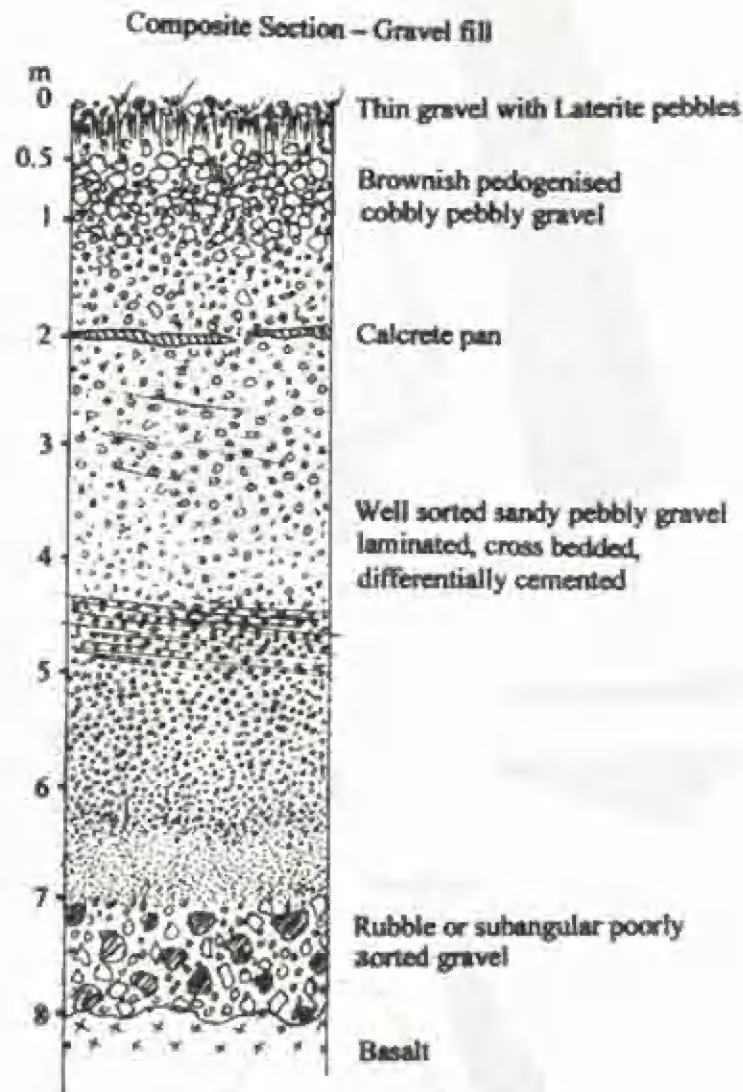 Composite Section – Gravel fill
m
0
Thin gravel with Laterite pebbles
0.5
Brownish pedogenised
cobbly pebbly gravel
1
2
Calcrete pan
3
Well sorted sandy pebbly gravel
laminated, cross bedded,
differentially cemented
4
5
6
7
Rubble or subangular poorly
sorted gravel
8
Basalt